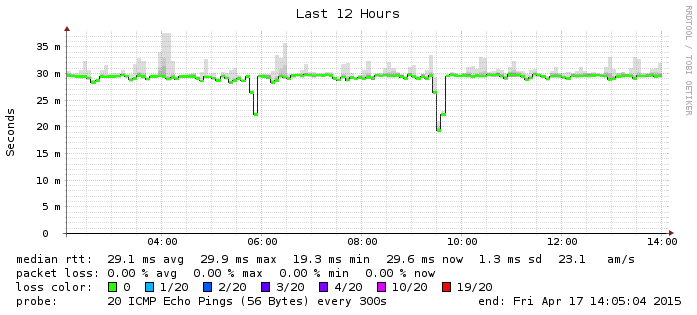 Last 12 Hours
RRDTOOL / TOBI OETIKER
Seconds
35 m
30 m
25 m
20 m
15 m
10 m
5 m
0
04:00 06:00 08:00 10:00 12:00 14:00
median rtt: 29.1 ms avg 29.9 ms max 19.3 ms min 29.6 ms now 1.3 ms sd 23.1 am/s
packet loss: 0.00 % avg 0.00 % max 0.00 % min 0.00 % now
loss color: 0 1/20 2/20 3/20 4/20 10/20 19/20
probe: 20 ICMP Echo Pings (56 Bytes) every 300s end: Fri Apr 17 14:05:04 2015